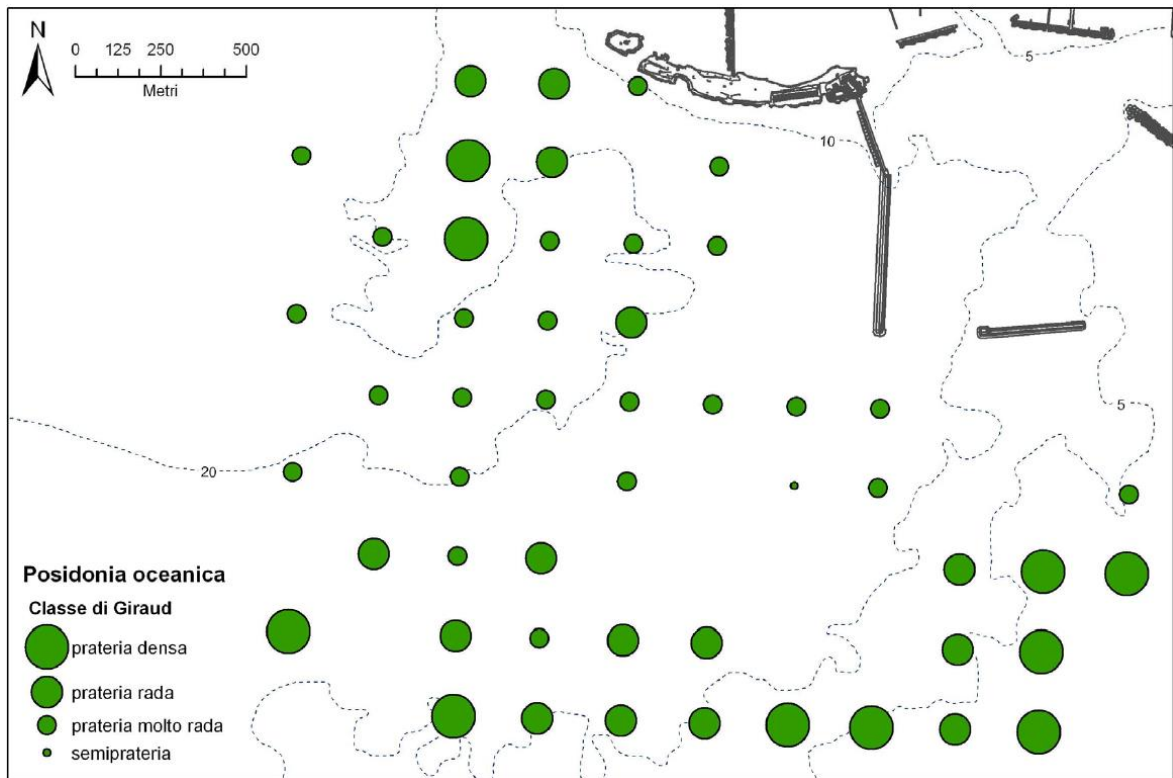 N
0 125 250 500
Metri
5
10
5
20
Posidonia oceanica
Classe di Giraud
prateria densa
prateria rada
prateria molto rada
semiprateria